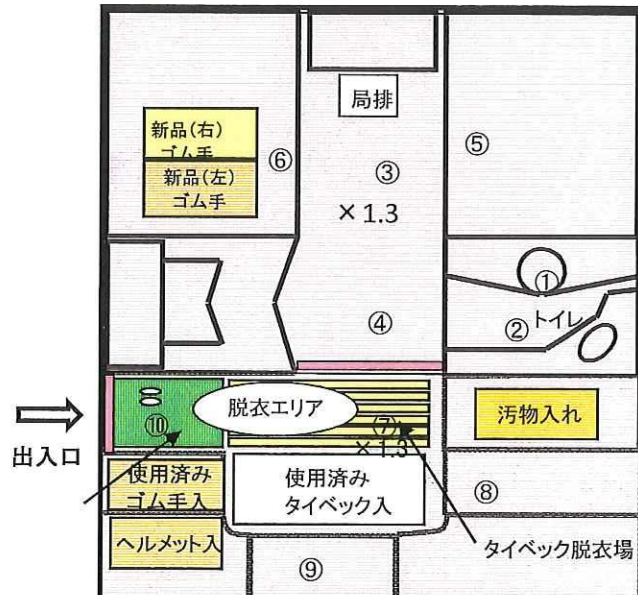 局排
新品(右)
ゴム手
新品(左)
ゴム手
⑥
③
⑤
× 1.3
①
④
②
トイレ
出入口
⑩
脱衣エリア
⑦
× 1.3
汚物入れ
使用済み
ゴム手入
使用済み
タイベック入
⑧
ヘルメット入
⑨
タイベック脱衣場